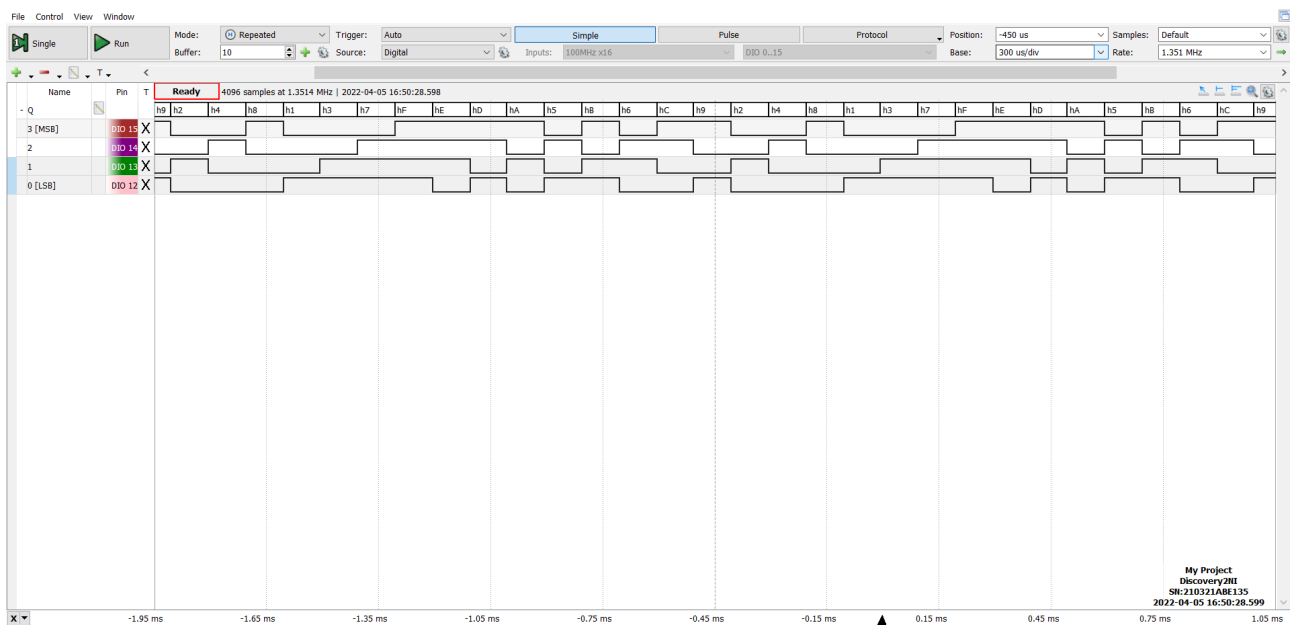 File Control View Window
Single Run Mode: Repeated Trigger: Auto Simple Pulse Protocol Position: -450 us Samples: Default
Buffer: 10 Source: Digital Inputs: 100MHz x16 DIO 0..15 Base: 300 us/div Rate: 1.351 MHz
T
Name Pin T Ready 4096 samples at 1.3514 MHz | 2022-04-05 16:50:28.598
- Q h9 h2 h4 h8 h1 h3 h7 hF hE hD hA h5 hB h6 hC h9 h2 h4 h8 h1 h3 h7 hF hE hD hA h5 hB h6 hC h9
3 [MSB] DIO 15 X
2 DIO 14 X
1 DIO 13 X
0 [LSB] DIO 12 X
My Project
Discovery2NI
SN:210321ABE135
2022-04-05 16:50:28.599
X -1.95 ms -1.65 ms -1.35 ms -1.05 ms -0.75 ms -0.45 ms -0.15 ms 0.15 ms 0.45 ms 0.75 ms 1.05 ms